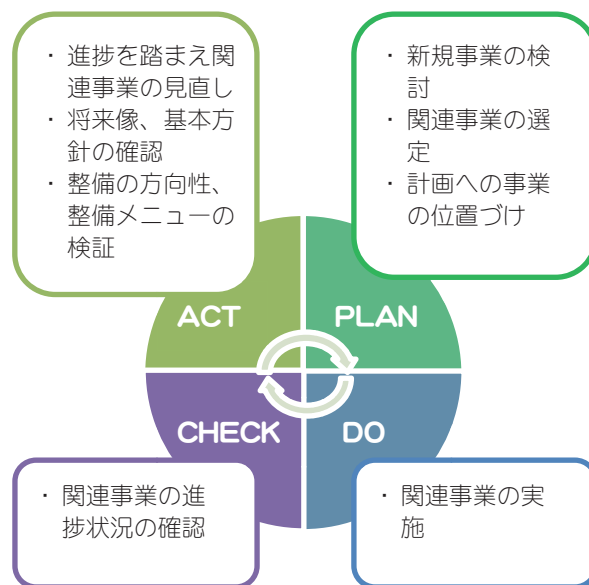 ・ 進捗を踏まえ関
連事業の見直し
・ 将来像、基本方
針の確認
・ 整備の方向性、
整備メニューの
検証
・ 新規事業の検
討
・ 関連事業の選
定
・ 計画への事業
の位置づけ
ACT
PLAN
CHECK
DO
・ 関連事業の進
捗状況の確認
・ 関連事業の実
施